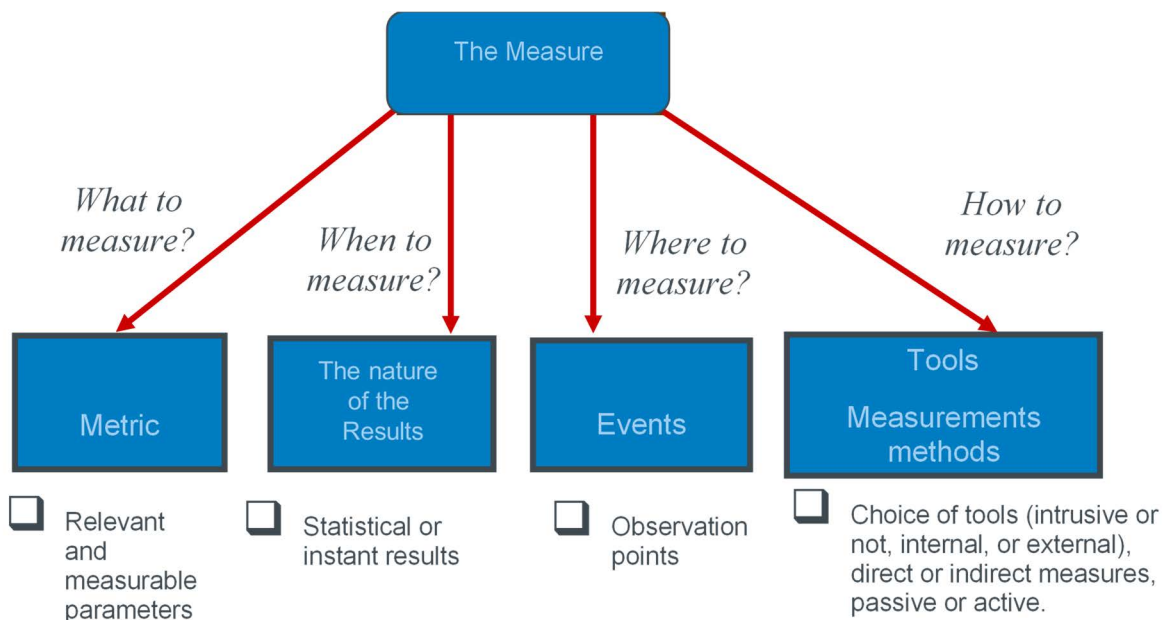 The Measure
What to
measure?
When to
measure?
Where to
measure?
How to
measure?
Metric
The nature
of the
Results
Events
Tools
Measurements
methods
Relevant
and
measurable
parameters
Statistical or
instant results
Observation
points
Choice of tools (intrusive or
not, internal, or external),
direct or indirect measures,
passive or active.